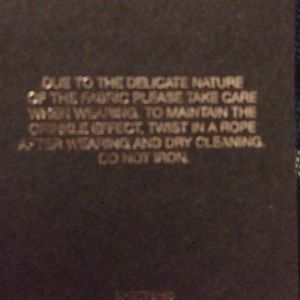 DUE TO THE DELICATE NATURE
OF THE FABRIC PLEASE TAKE CARE
WHEN WEARING. TO MAINTAIN THE
CRINKLE EFFECT, TWIST IN A ROPE
AFTER WEARING AND DRY CLEANING.
DO NOT IRON.